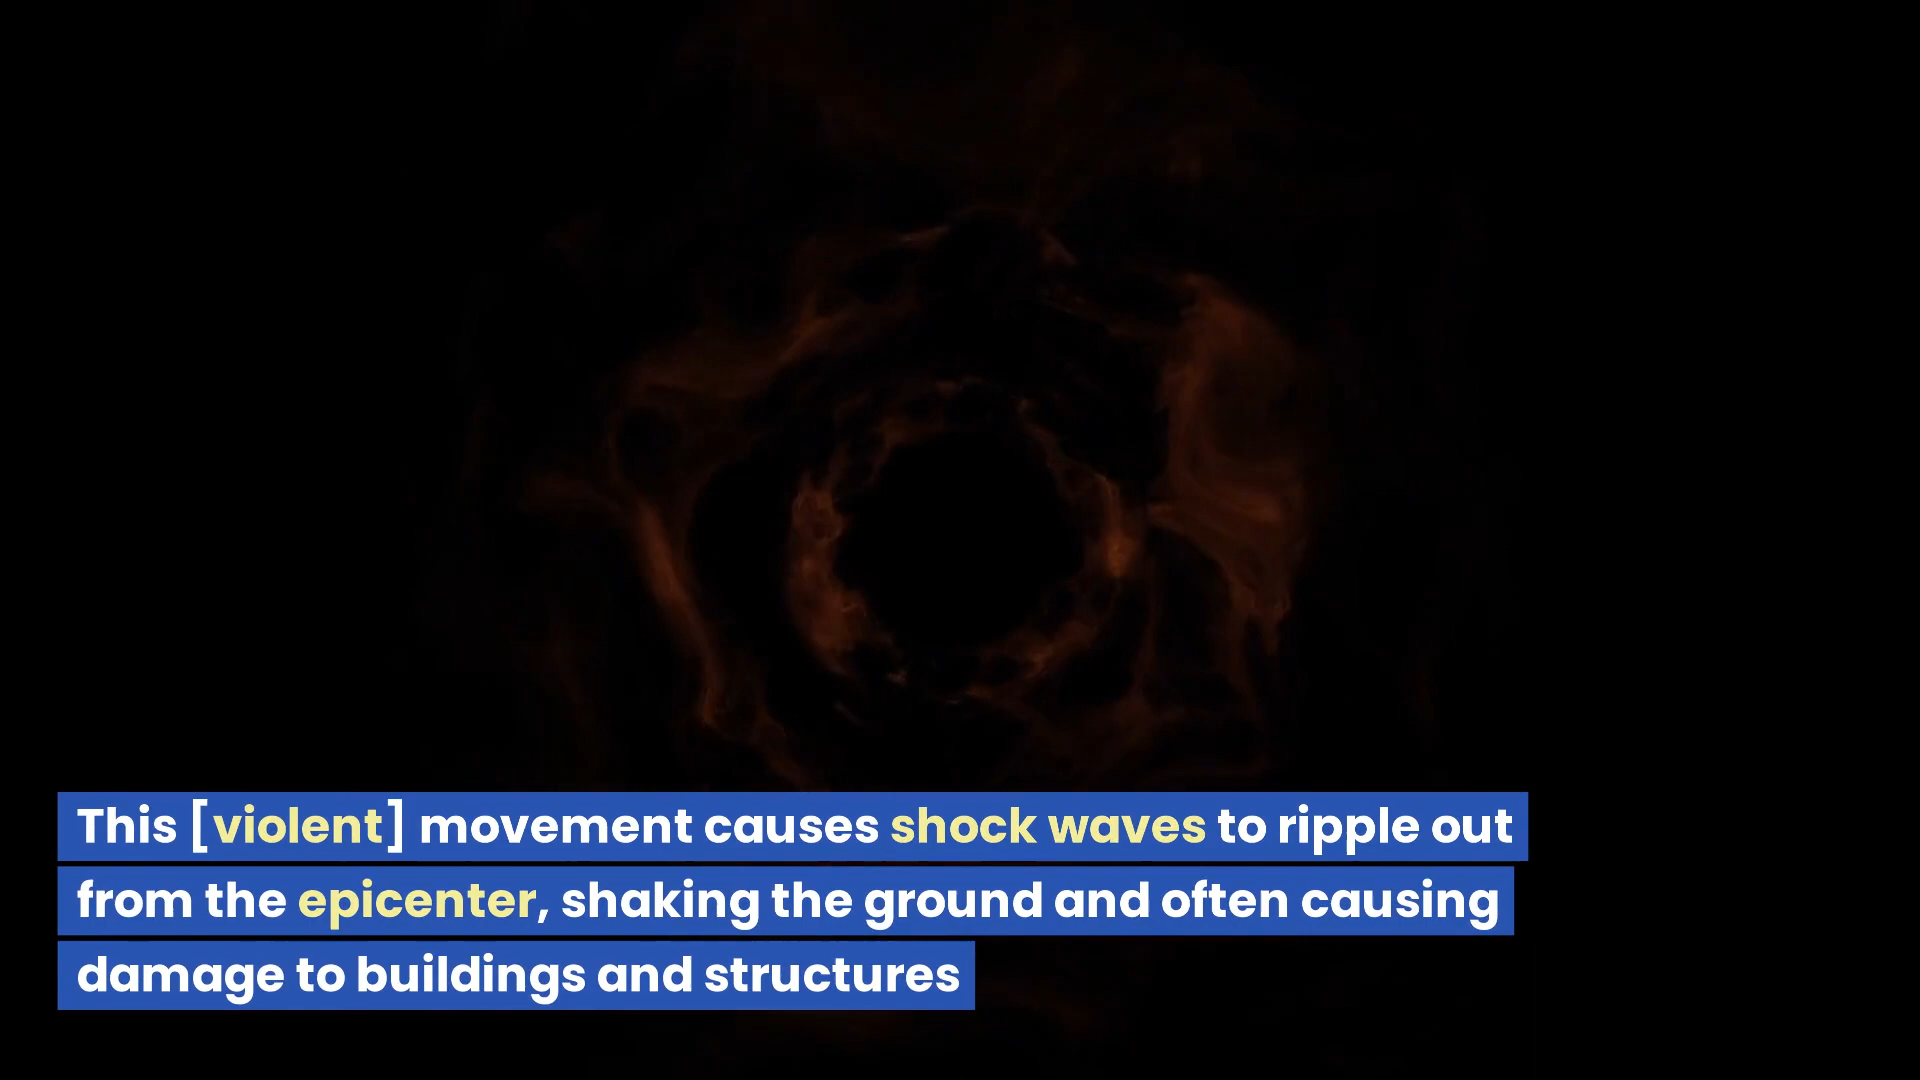 This [violent] movement causes shock waves to ripple out
from the epicenter, shaking the ground and often causing
damage to buildings and structures